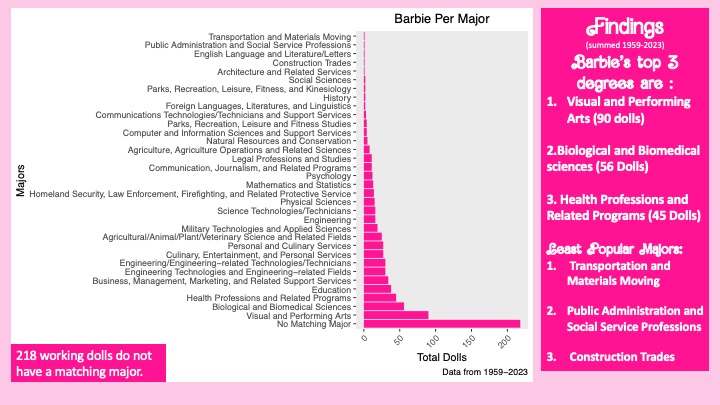 Barbie Per Major
Majors
Transportation and Materials Moving
Public Administration and Social Service Professions
English Language and Literature/Letters
Construction Trades
Architecture and Related Services
Social Sciences
Parks, Recreation, Leisure, Fitness, and Kinesiology
History
Foreign Languages, Literatures, and Linguistics
Communications Technologies/Technicians and Support Services
Parks, Recreation, Leisure and Fitness Studies
Computer and Information Sciences and Support Services
Natural Resources and Conservation
Agriculture, Agriculture Operations and Related Sciences
Legal Professions and Studies
Communication, Journalism, and Related Programs
Psychology
Mathematics and Statistics
Homeland Security, Law Enforcement, Firefighting, and Related Protective Service
Physical Sciences
Science Technologies/Technicians
Engineering
Military Technologies and Applied Sciences
Agricultural/Animal/Plant/Veterinary Science and Related Fields
Personal and Culinary Services
Culinary, Entertainment, and Personal Services
Engineering/Engineering-related Technologies/Technicians
Engineering Technologies and Engineering-related Fields
Business, Management, Marketing, and Related Support Services
Education
Health Professions and Related Programs
Biological and Biomedical Sciences
Visual and Performing Arts
No Matching Major
0 50 100 150 200
Total Dolls
Data from 1959-2023
218 working dolls do not
have a matching major.
Findings
(summed 1959-2023)
Barbie's top 3
degrees are :
1. Visual and Performing
Arts (90 dolls)
2.Biological and Biomedical
sciences (56 Dolls)
3. Health Professions and
Related Programs (45 Dolls)
Least Popular Majors:
1. Transportation and
Materials Moving
2. Public Administration and
Social Service Professions
3. Construction Trades